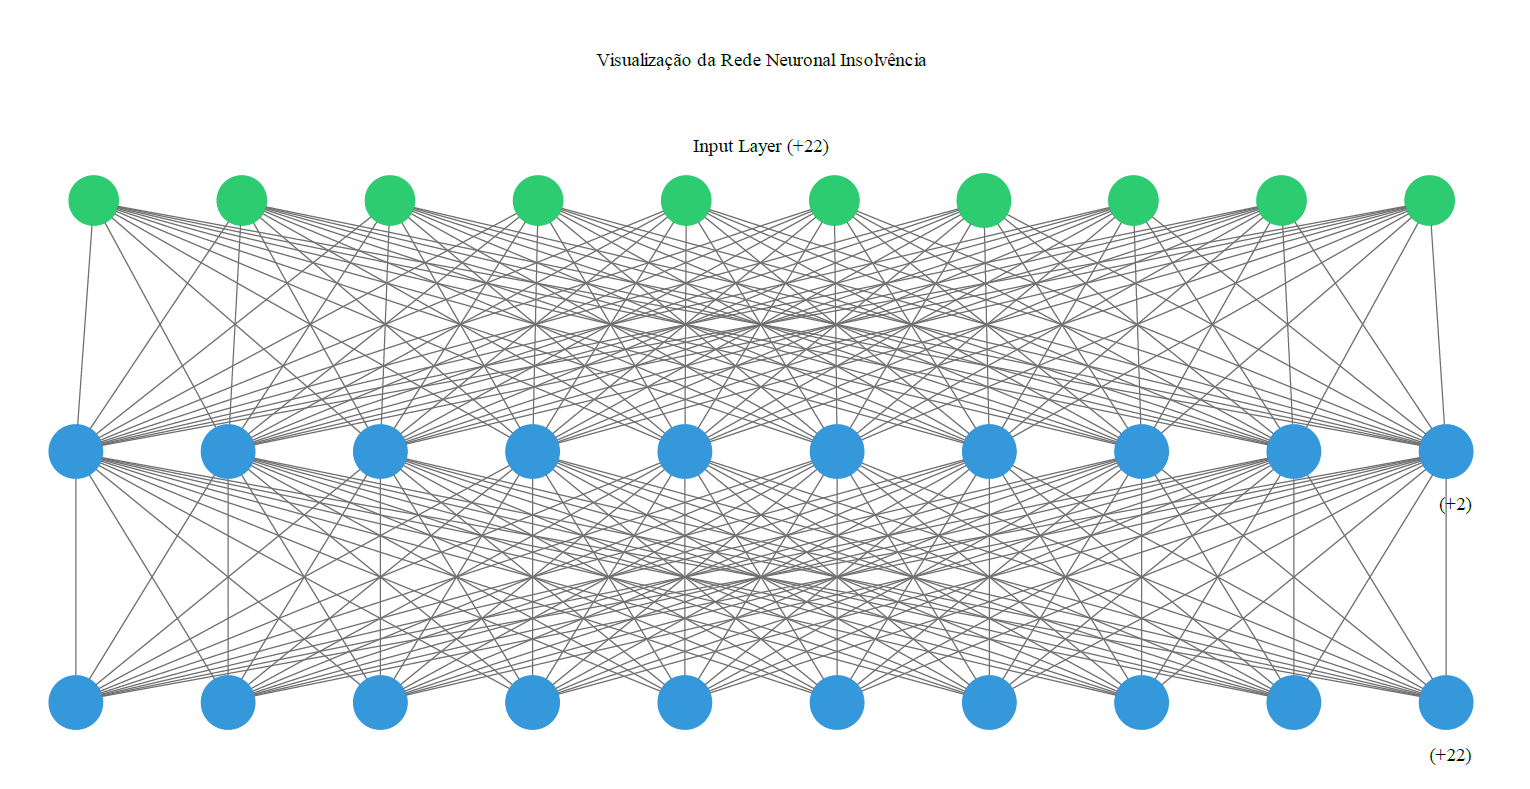 Visualização da Rede Neuronal Insolvência
Input Layer (+22)
(+2)
(+22)